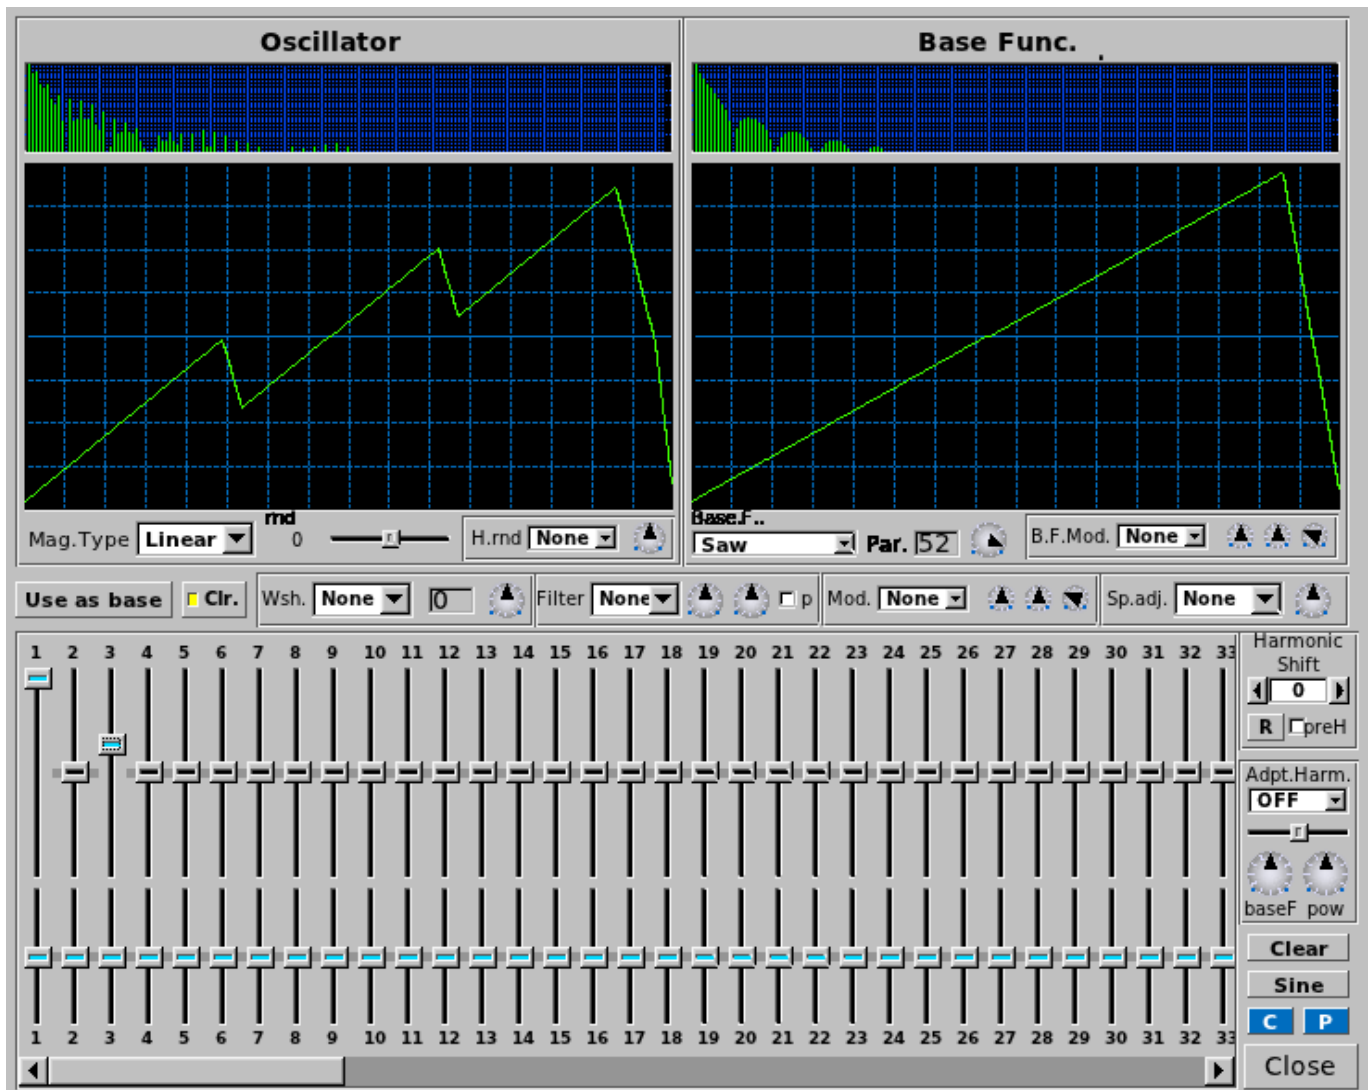 Oscillator
Base Func.
Mag.Type Linear
rnd
0
H.rnd None
Base.F..
Saw
Par. 52
B.F.Mod. None
Use as base
Clr.
Wsh. None 0
Filter None p
Mod. None
Sp.adj. None
1 2 3 4 5 6 7 8 9 10 11 12 13 14 15 16 17 18 19 20 21 22 23 24 25 26 27 28 29 30 31 32 33
Harmonic
Shift
0
R preH
Adpt.Harm.
OFF
baseF pow
Clear
Sine
C P
1 2 3 4 5 6 7 8 9 10 11 12 13 14 15 16 17 18 19 20 21 22 23 24 25 26 27 28 29 30 31 32 33
Close